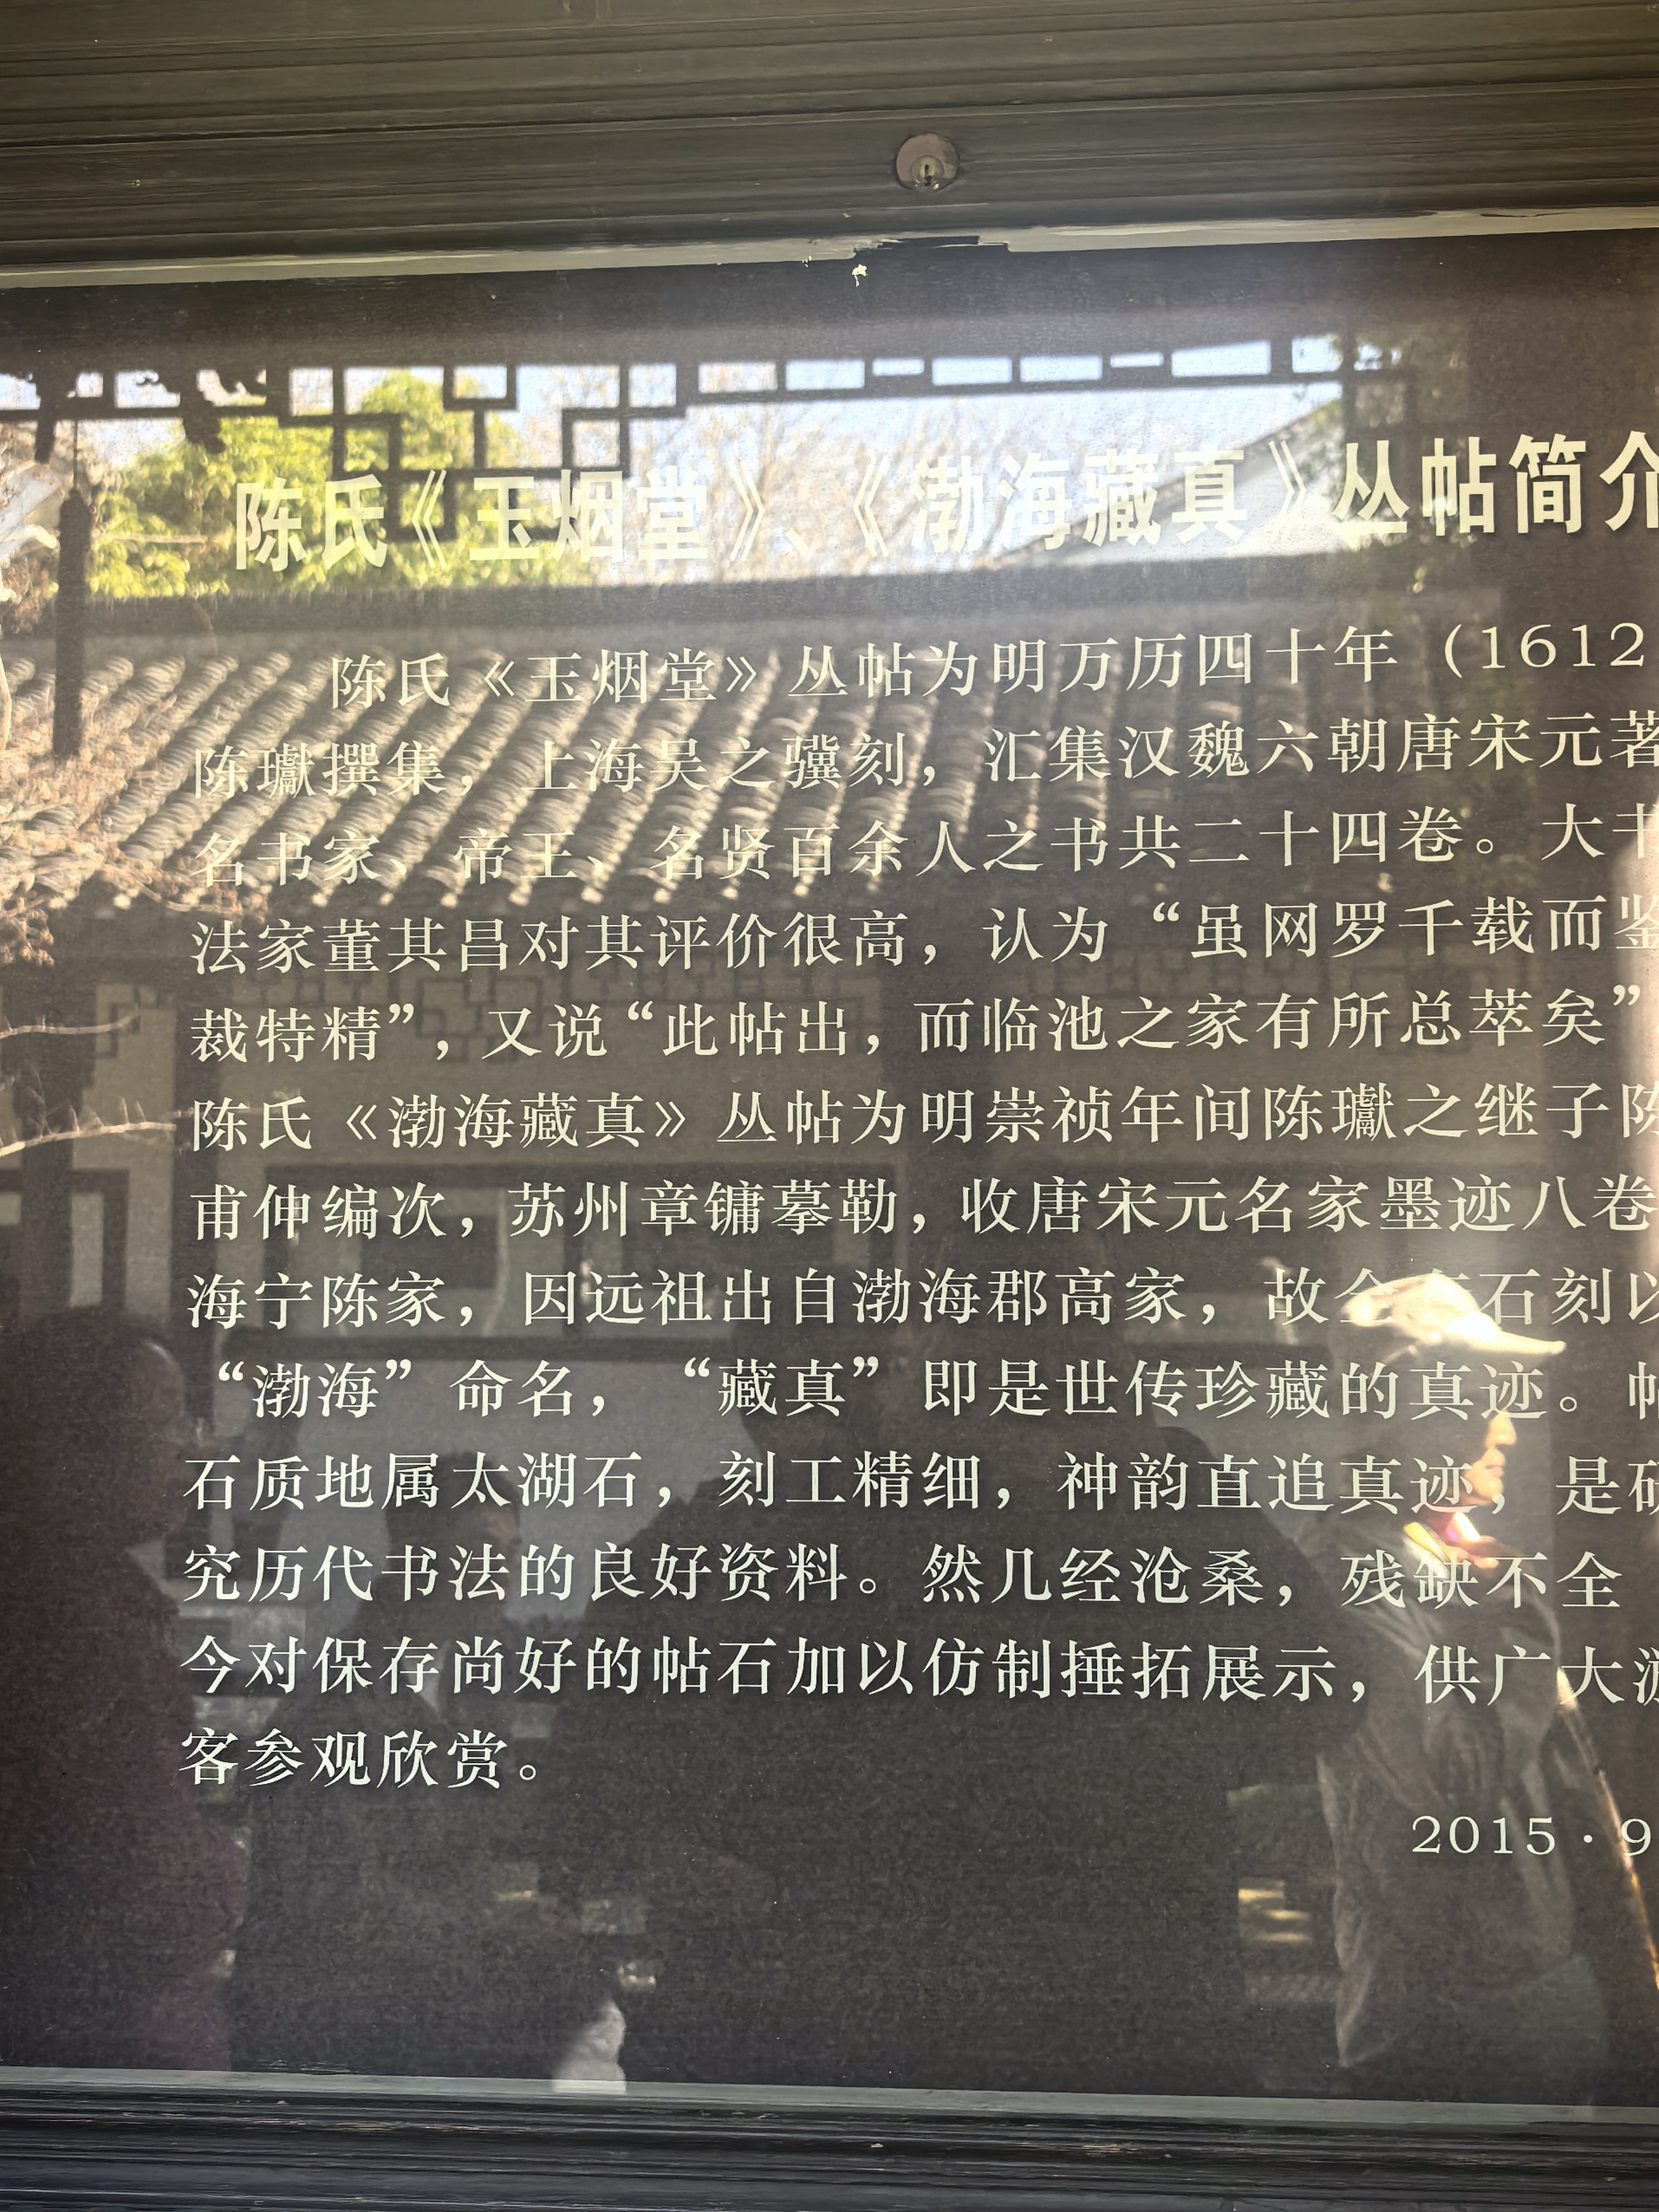 陈氏《玉烟堂》、《渤海藏真》丛帖简介
陈氏《玉烟堂》丛帖为明万历四十年（1612
陈瓛撰集，上海吴之骥刻，汇集汉魏六朝唐宋元著
名书家、帝王、名贤百余人之书共二十四卷。大书
法家董其昌对其评价很高，认为“虽网罗千载而鉴
裁特精”，又说“此帖出，而临池之家有所总萃矣”
陈氏《渤海藏真》丛帖为明崇祯年间陈瓛之继子陈
甫伸编次，苏州章镛摹勒，收唐宋元名家墨迹八卷
海宁陈家，因远祖出自渤海郡高家，故 石刻以
“渤海”命名，“藏真”即是世传珍藏的真迹。帖
石质地属太湖石，刻工精细，神韵直追真迹，是研
究历代书法的良好资料。然几经沧桑，残缺不全
今对保存尚好的帖石加以仿制捶拓展示，供广大游
客参观欣赏。
2015·9